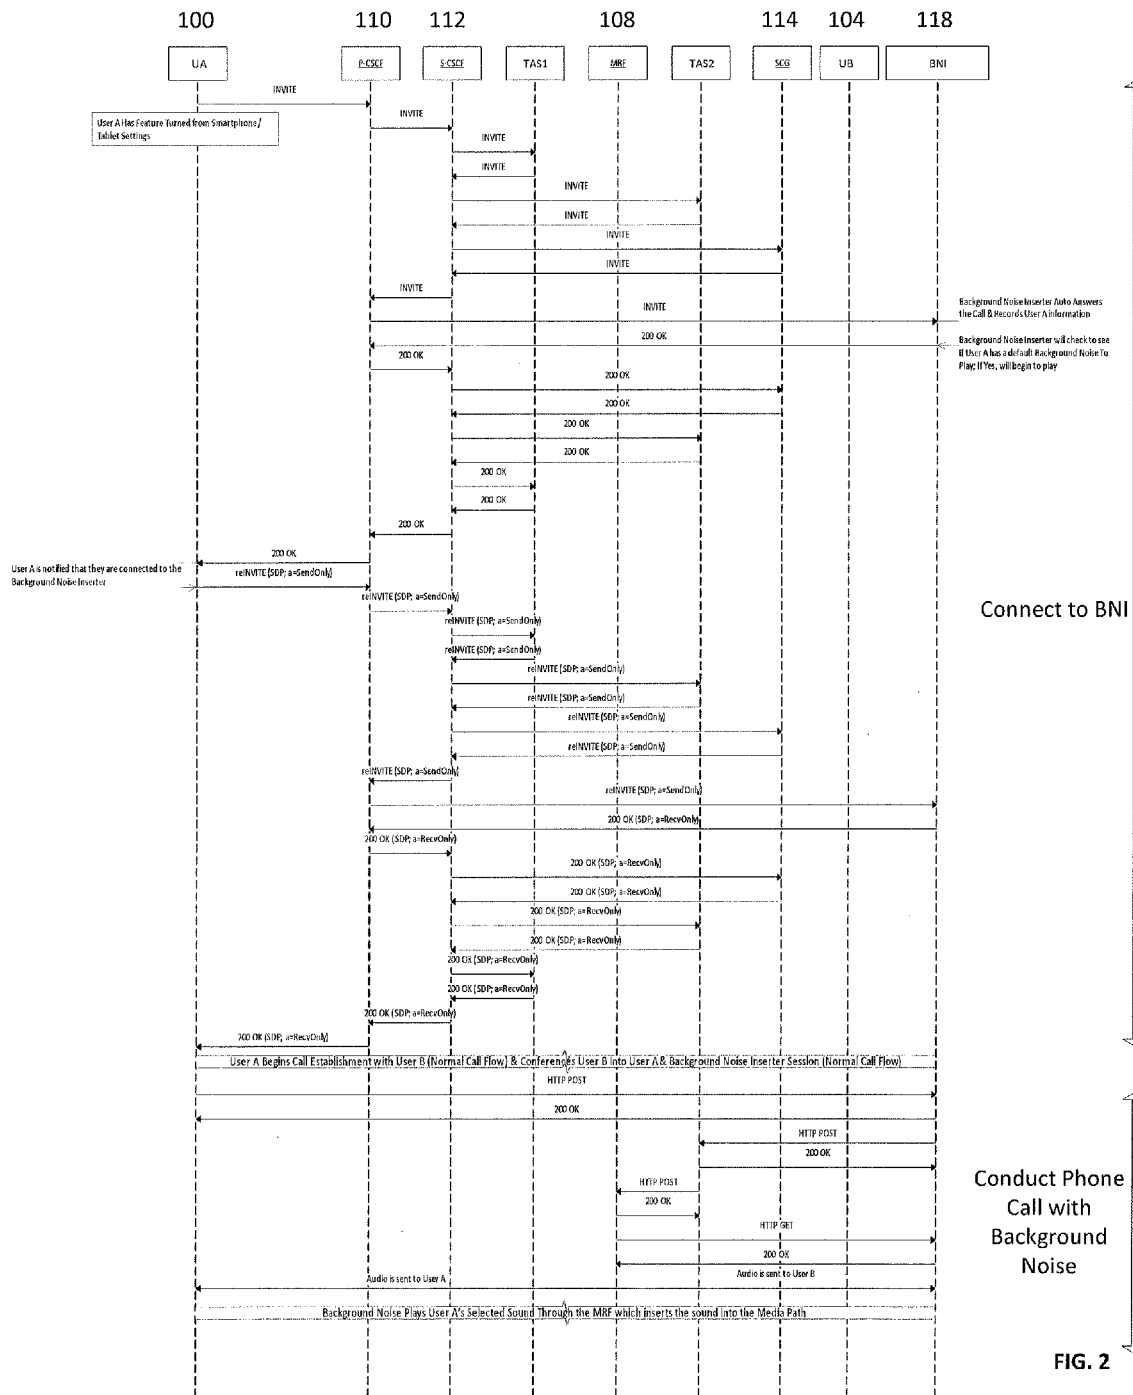 100 110 112 108 114 104 118
UA P-CSCF S-CSCF TAS1 MRF TAS2 SCG UB BNI
INVITE
User A Has Feature Turned from Smartphone/
Tablet Settings
INVITE
INVITE
INVITE
INVITE
INVITE
INVITE
INVITE
INVITE
INVITE
Background Noise Inserter Auto Answers
the Call & Records User A information
200 OK
Background Noise Inserter will check to see
if User A has a default Background Noise To
Play; If Yes, will begin to play
200 OK
200 OK
200 OK
200 OK
200 OK
200 OK
200 OK
200 OK
200 OK
User A is notified that they are connected to the
Background Noise Inserter
reINVITE (SDP; a=SendOnly)
reINVITE (SDP; a=SendOnly)
reINVITE (SDP; a=SendOnly)
reINVITE (SDP; a=SendOnly)
reINVITE (SDP; a=SendOnly)
reINVITE (SDP; a=SendOnly)
reINVITE (SDP; a=SendOnly)
reINVITE (SDP; a=SendOnly)
reINVITE (SDP; a=SendOnly)
reINVITE (SDP; a=SendOnly)
Connect to BNI
200 OK (SDP; a=RecvOnly)
200 OK (SDP; a=RecvOnly)
200 OK (SDP; a=RecvOnly)
200 OK (SDP; a=RecvOnly)
200 OK (SDP; a=RecvOnly)
200 OK (SDP; a=RecvOnly)
200 OK (SDP; a=RecvOnly)
200 OK (SDP; a=RecvOnly)
200 OK (SDP; a=RecvOnly)
200 OK (SDP; a=RecvOnly)
User A Begins Call Establishment with User B (Normal Call Flow) & Conferences User B Into User A & Background Noise Inserter Session (Normal Call Flow)
HTTP POST
200 OK
HTTP POST
200 OK
HTTP POST
200 OK
HTTP GET
200 OK
Audio is sent to User A
Audio is sent to User B
Conduct Phone
Call with
Background
Noise
Background Noise Plays User A's Selected Sound Through the MRF which inserts the sound into the Media Path
FIG. 2